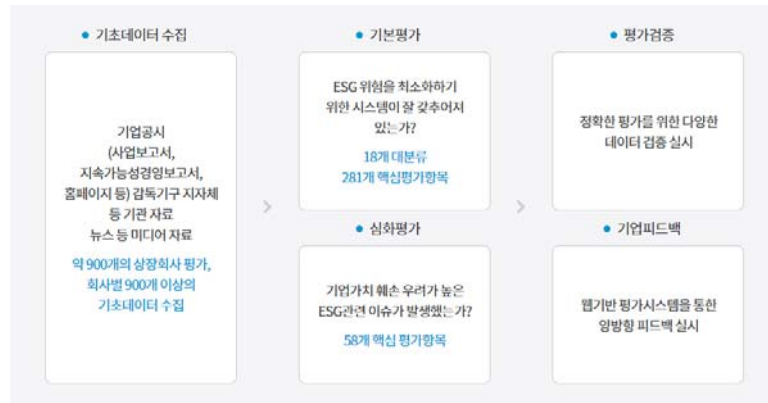 기초데이터 수집
기업공시
(사업보고서,
지속가능성경영보고서,
홈페이지 등) 감독기구 지자체
등 기관 자료
뉴스 등 미디어 자료
약 900개의 상장회사 평가,
회사별 900개 이상의
기초데이터 수집
기본평가
ESG 위험을 최소화하기
위한 시스템이 잘 갖추어져
있는가?
18개 대분류
281개 핵심평가항목
심화평가
기업가치 훼손 우려가 높은
ESG관련 이슈가 발생했는가?
58개 핵심 평가항목
평가검증
정확한 평가를 위한 다양한
데이터 검증 실시
기업피드백
웹기반 평가시스템을 통한
양방향 피드백 실시